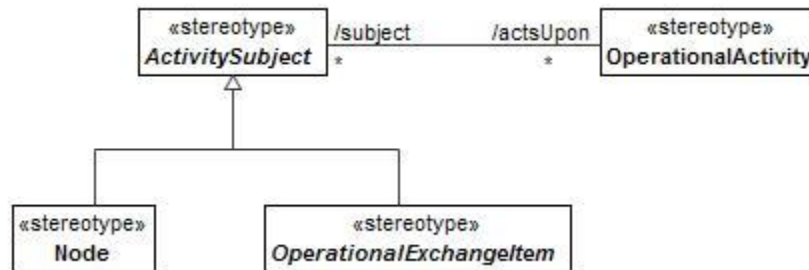 «stereotype»
ActivitySubject
/subject
*
/actsUpon
*
«stereotype»
OperationalActivity
«stereotype»
Node
«stereotype»
OperationalExchangeItem